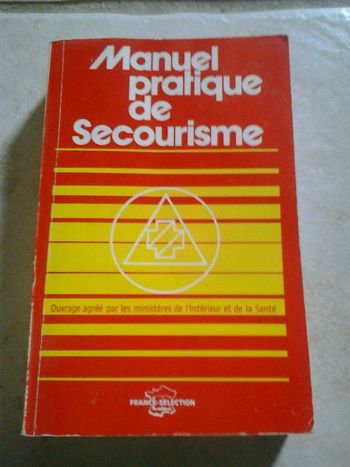 Manuel
pratique
de
Secourisme
Ouvrage agréé par les ministères de l'Intérieur et de la Santé
FRANCE-SELECTION